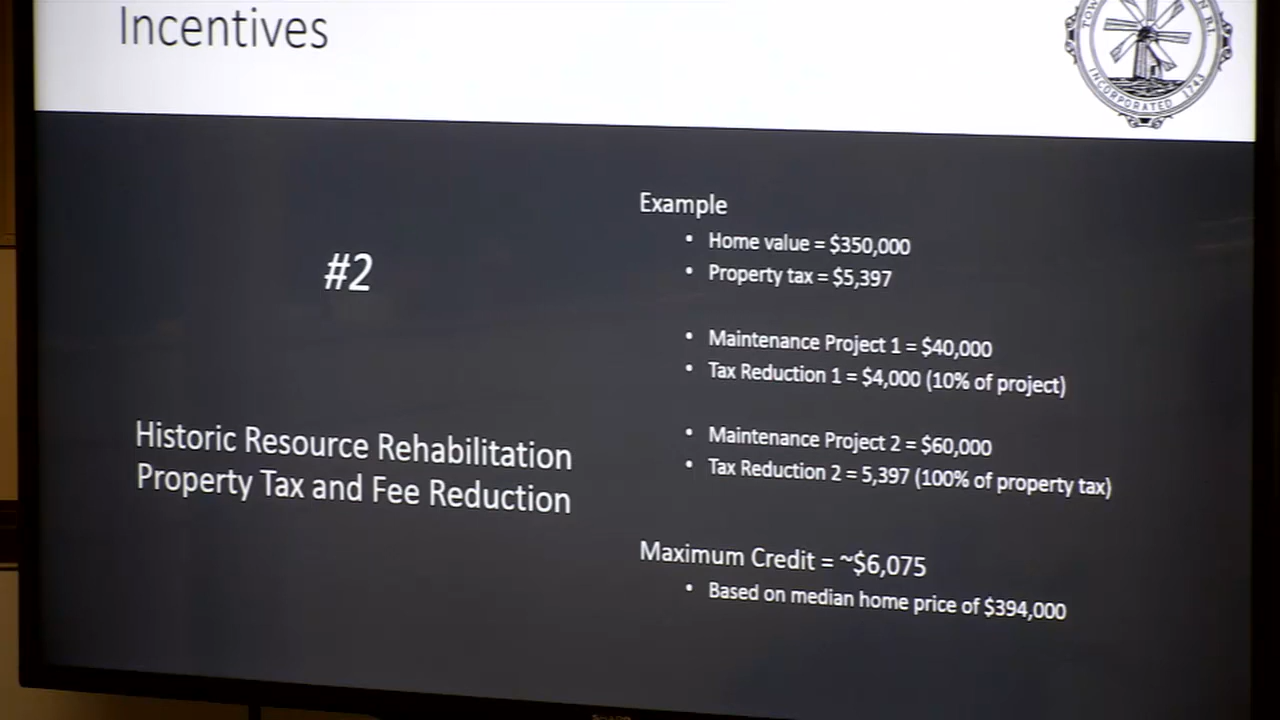 Incentives
INCORPORATED 1743
#2
Historic Resource Rehabilitation
Property Tax and Fee Reduction
Example
• Home value = $350,000
• Property tax = $5,397
• Maintenance Project 1 = $40,000
• Tax Reduction 1 = $4,000 (10% of project)
• Maintenance Project 2 = $60,000
• Tax Reduction 2 = 5,397 (100% of property tax)
Maximum Credit = ~$6,075
• Based on median home price of $394,000